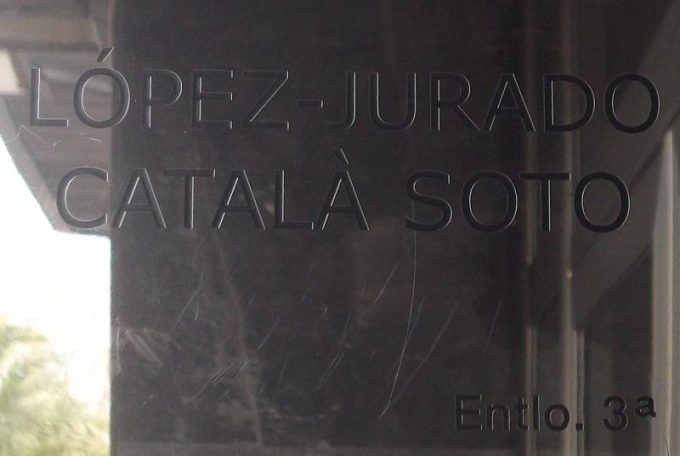 LÓPEZ-JURADO
CATALÀ SOTO
Entlo. 3ª